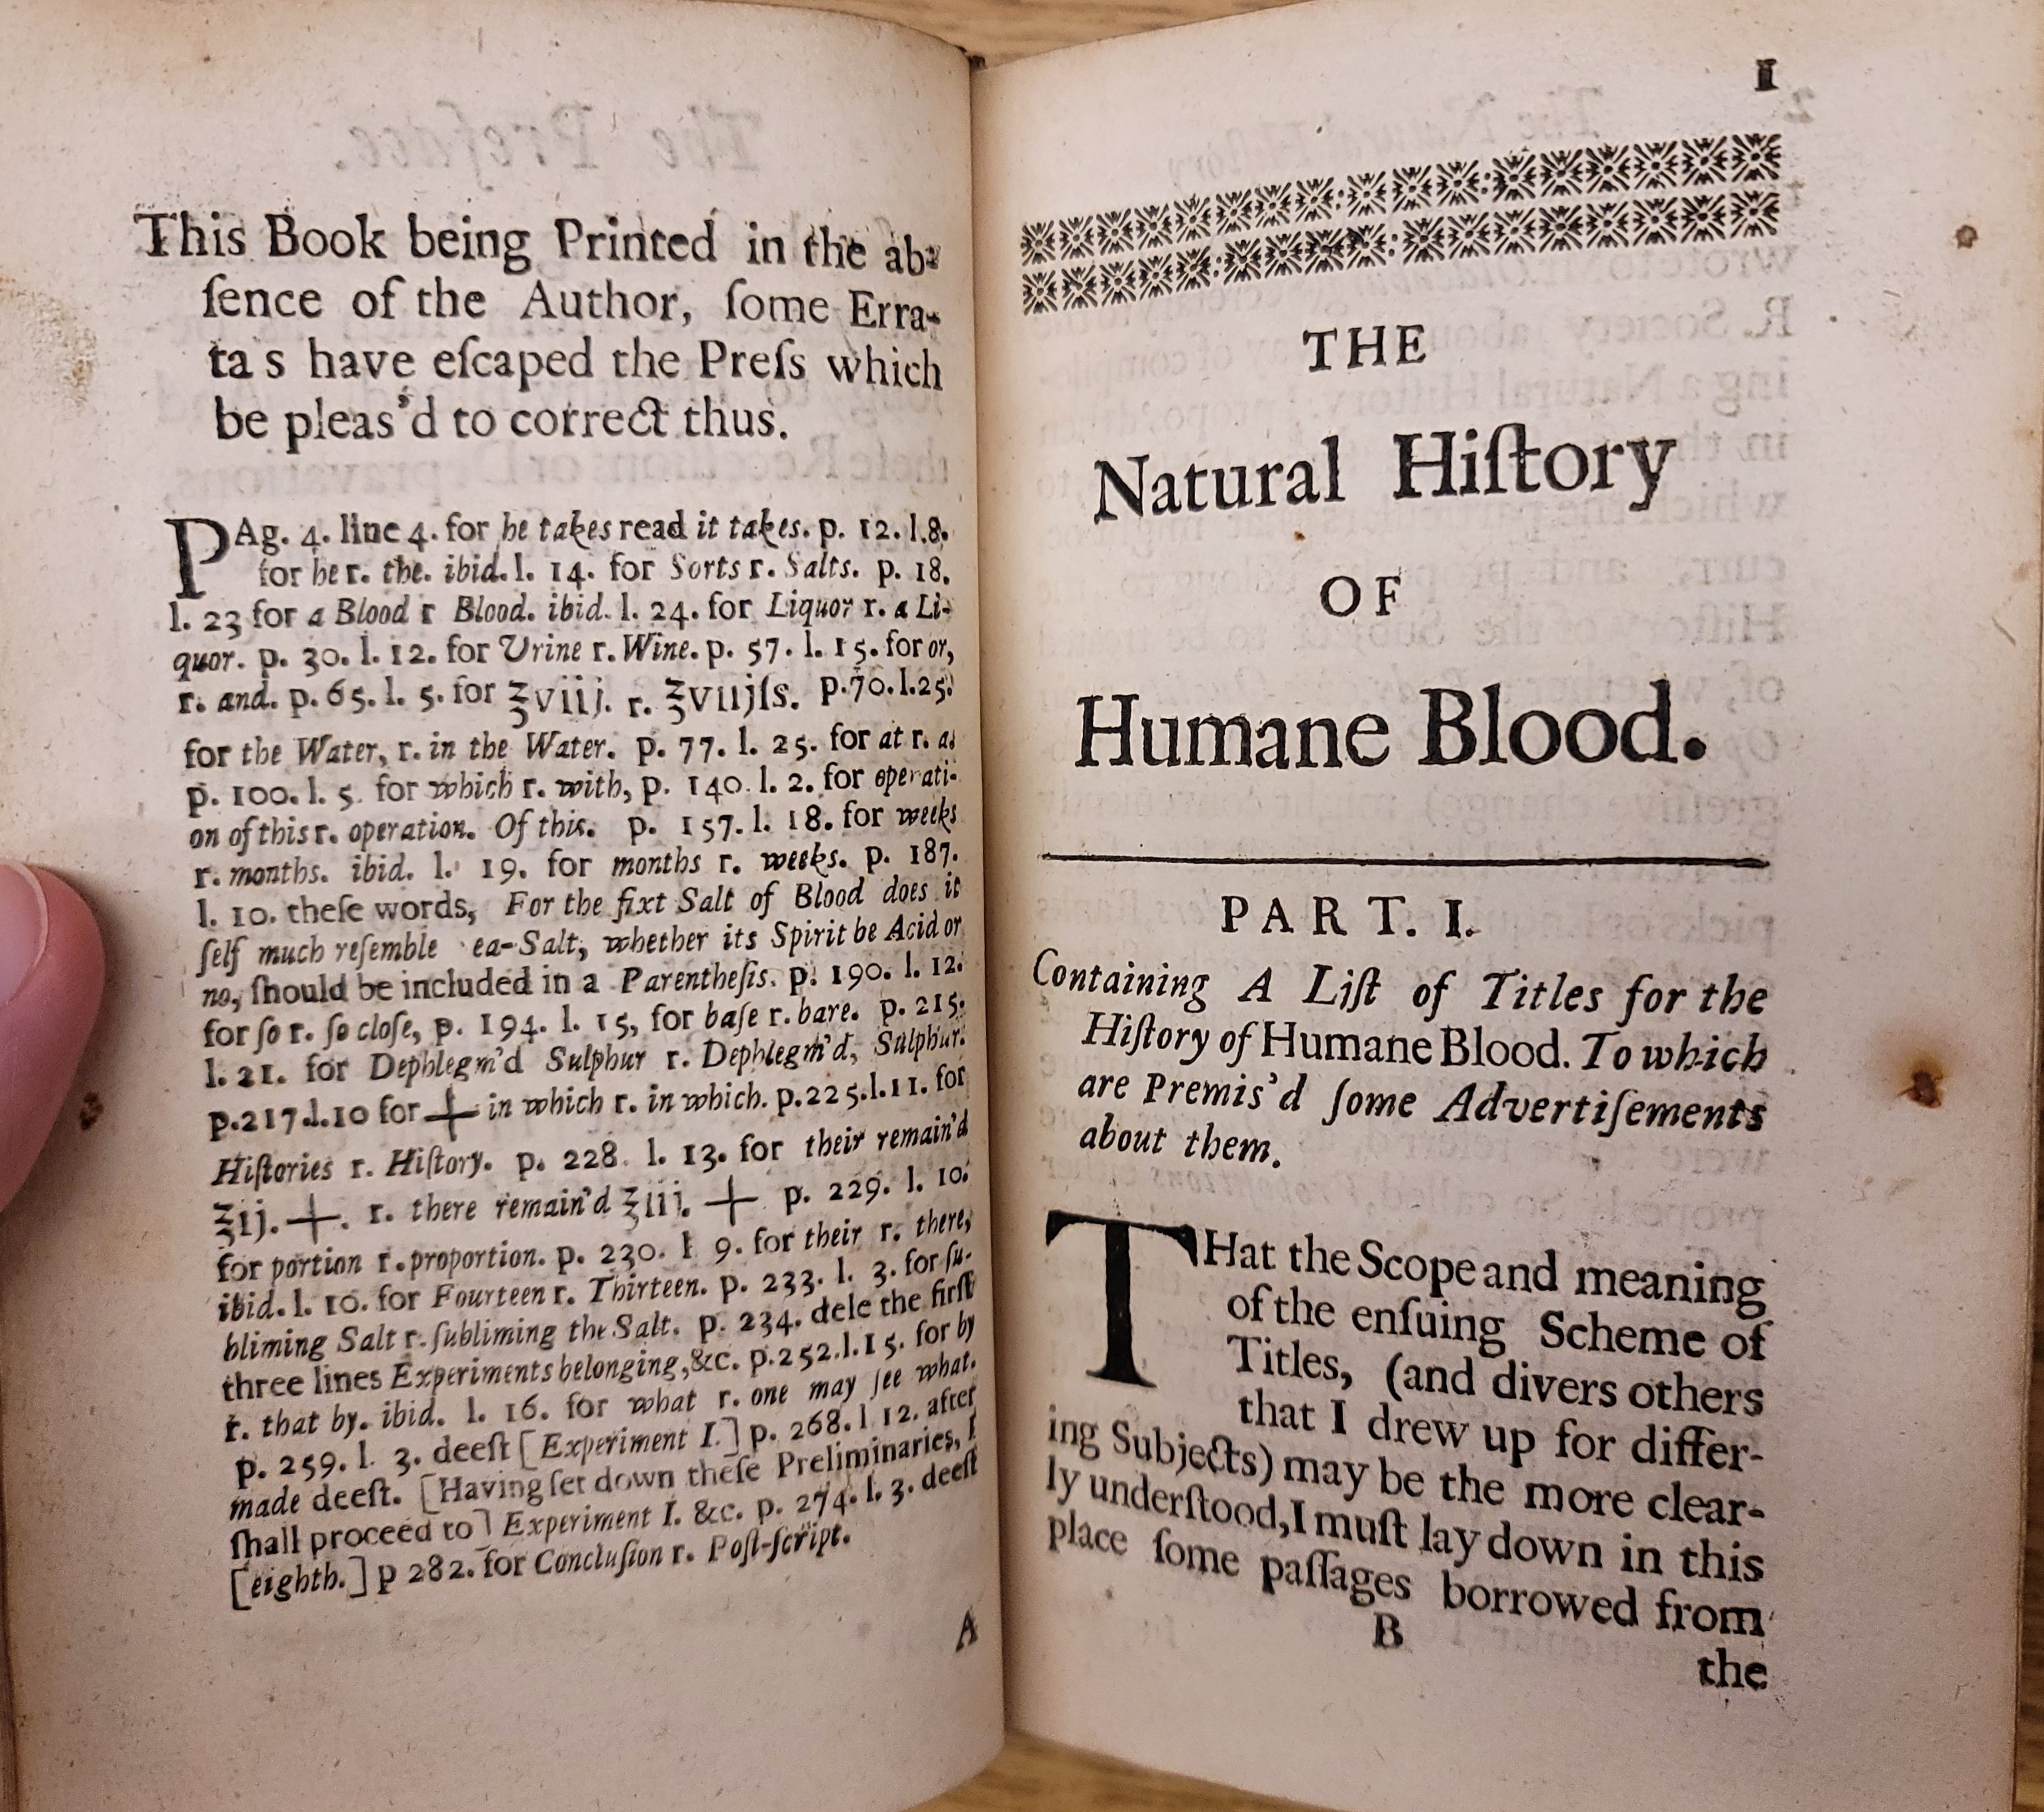 This Book being Printed in the ab-
ſence of the Author, ſome Erra-
ta s have eſcaped the Preſs which
be pleas'd to correct thus.
PAg. 4. line 4. for he takes read it takes. p. 12. l.8.
for he r. the. ibid. l. 14. for Sorts r. Salts. p. 18.
l. 23 for a Blood r Blood. ibid. l. 24. for Liquor r. a Li-
quor. p. 30. l. 12. for Urine r. Wine. p. 57. l. 15. for or,
r. and. p. 65. l. 5. for ℥viij. r. ℥viijſs. p.70.l.25.
for the Water, r. in the Water. p. 77. l. 25. for at r. a.
p. 100. l. 5. for which r. with, p. 140. l. 2. for operati-
on of this r. operation. Of this. p. 157. l. 18. for weeks
r. months. ibid. l. 19. for months r. weeks. p. 187.
l. 10. theſe words, For the fixt Salt of Blood does it
ſelf much reſemble ea-Salt, whether its Spirit be Acid or
no, ſhould be included in a Parentheſis. p. 190. l. 12.
for ſo r. ſo cloſe, p. 194. l. 15, for baſe r. bare. p. 215.
l. 21. for Dephlegm'd Sulphur r. Dephlegm'd, Sulphur.
p.217.l.10 for + in which r. in which. p.225.l.11. for
Hiſtories r. Hiſtory. p. 228. l. 13. for their remain'd
℥ij. +. r. there remain'd ℥iij. + p. 229. l. 10.
for portion r. proportion. p. 230. l 9. for their r. there,
ibid. l. 10. for Fourteen r. Thirteen. p. 233. l. 3. for ſu-
bliming Salt r. ſubliming the Salt. p. 234. dele the firſt
three lines Experiments belonging, &c. p.252.l.15. for by
r. that by. ibid. l. 16. for what r. one may ſee what.
p. 259. l. 3. deeſt [Experiment I.] p. 268. l 12. after
made deeſt. [Having ſet down theſe Preliminaries, I
ſhall proceed to] Experiment I. &c. p. 274. l. 3. deeſt
[eighth.] p 282. for Concluſion r. Poſt-ſcript.
A
1
THE
Natural Hiſtory
OF
Humane Blood.
PART. I.
Containing A Liſt of Titles for the
Hiſtory of Humane Blood. To which
are Premis'd ſome Advertiſements
about them.
THat the Scope and meaning
of the enſuing Scheme of
Titles, (and divers others
that I drew up for differ-
ing Subjects) may be the more clear-
ly underſtood, I muſt lay down in this
place ſome paſſages borrowed from
B
the